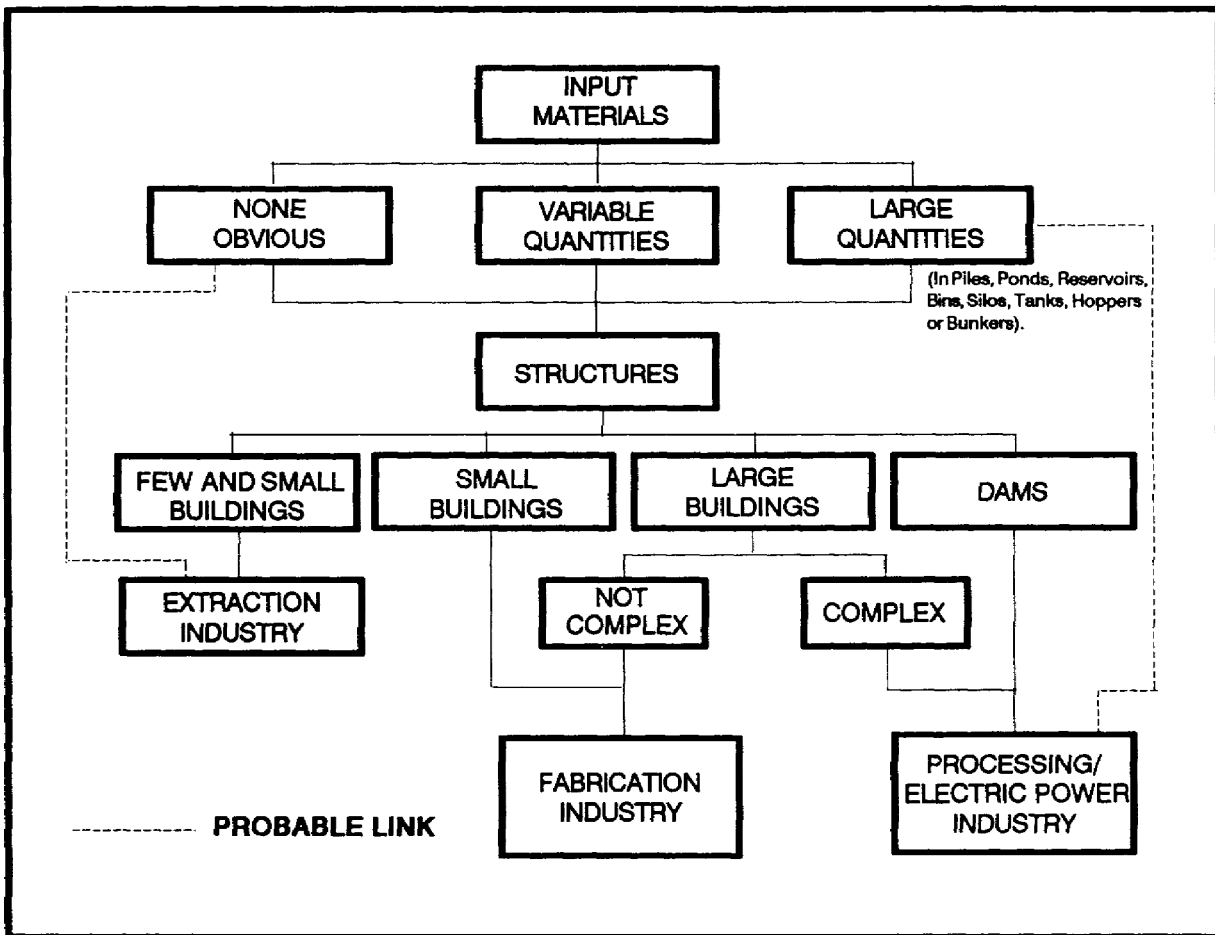 INPUT
MATERIALS
NONE
OBVIOUS
VARIABLE
QUANTITIES
LARGE
QUANTITIES
(In Piles, Ponds, Reservoirs,
Bins, Silos, Tanks, Hoppers
or Bunkers).
STRUCTURES
FEW AND SMALL
BUILDINGS
SMALL
BUILDINGS
LARGE
BUILDINGS
DAMS
EXTRACTION
INDUSTRY
NOT
COMPLEX
COMPLEX
FABRICATION
INDUSTRY
PROCESSING/
ELECTRIC POWER
INDUSTRY
PROBABLE LINK